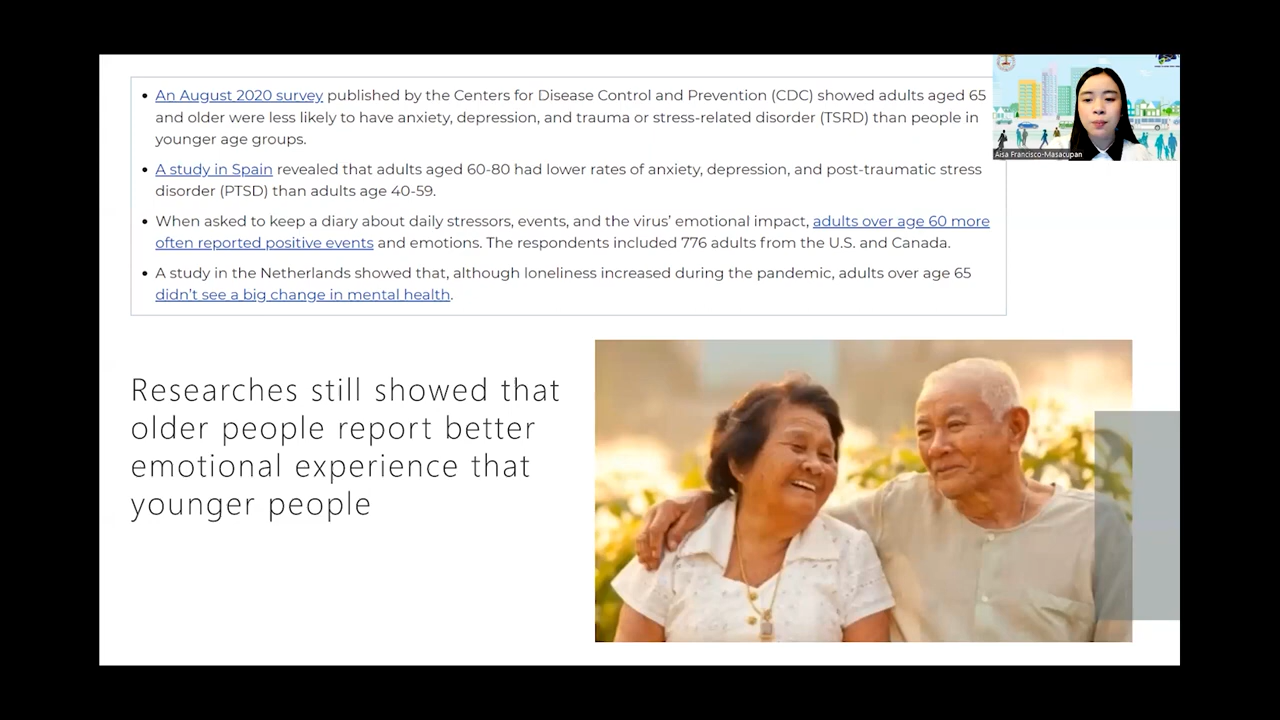 • An August 2020 survey published by the Centers for Disease Control and Prevention (CDC) showed adults aged 65
and older were less likely to have anxiety, depression, and trauma or stress-related disorder (TSRD) than people in
younger age groups.
• A study in Spain revealed that adults aged 60-80 had lower rates of anxiety, depression, and post-traumatic stress
disorder (PTSD) than adults age 40-59.
• When asked to keep a diary about daily stressors, events, and the virus’ emotional impact, adults over age 60 more
often reported positive events and emotions. The respondents included 776 adults from the U.S. and Canada.
• A study in the Netherlands showed that, although loneliness increased during the pandemic, adults over age 65
didn’t see a big change in mental health.
Aisa Francisco-Masacupan
Researches still showed that
older people report better
emotional experience that
younger people